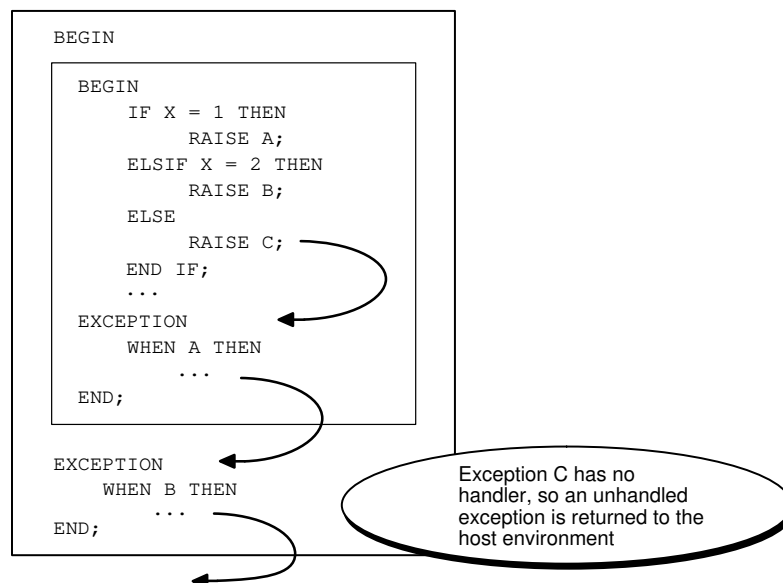 BEGIN
BEGIN
IF X = 1 THEN
RAISE A;
ELSIF X = 2 THEN
RAISE B;
ELSE
RAISE C;
END IF;
...
EXCEPTION
WHEN A THEN
...
END;
EXCEPTION
WHEN B THEN
...
END;
Exception C has no
handler, so an unhandled
exception is returned to the
host environment